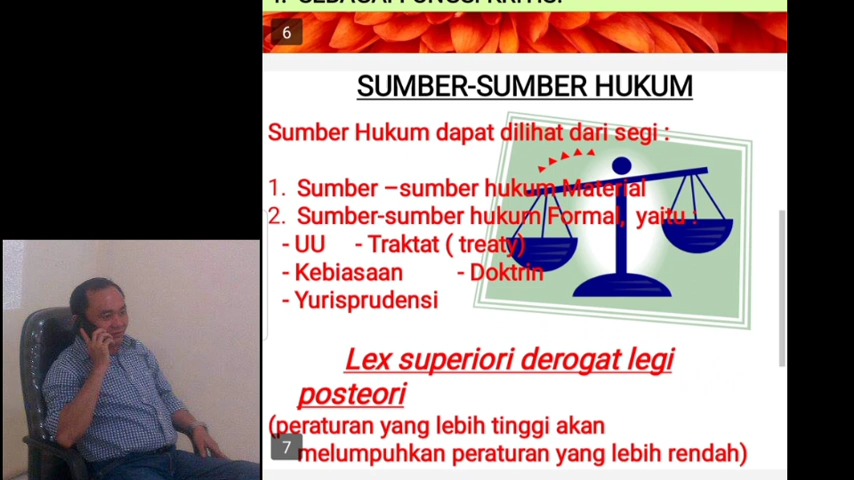 6
SUMBER-SUMBER HUKUM
Sumber Hukum dapat dilihat dari segi :
1. Sumber –sumber hukum Material
2. Sumber-sumber hukum Formal, yaitu :
- UU - Traktat ( treaty)
- Kebiasaan - Doktrin
- Yurisprudensi
Lex superiori derogat legi
posteori
(peraturan yang lebih tinggi akan
7 melumpuhkan peraturan yang lebih rendah)